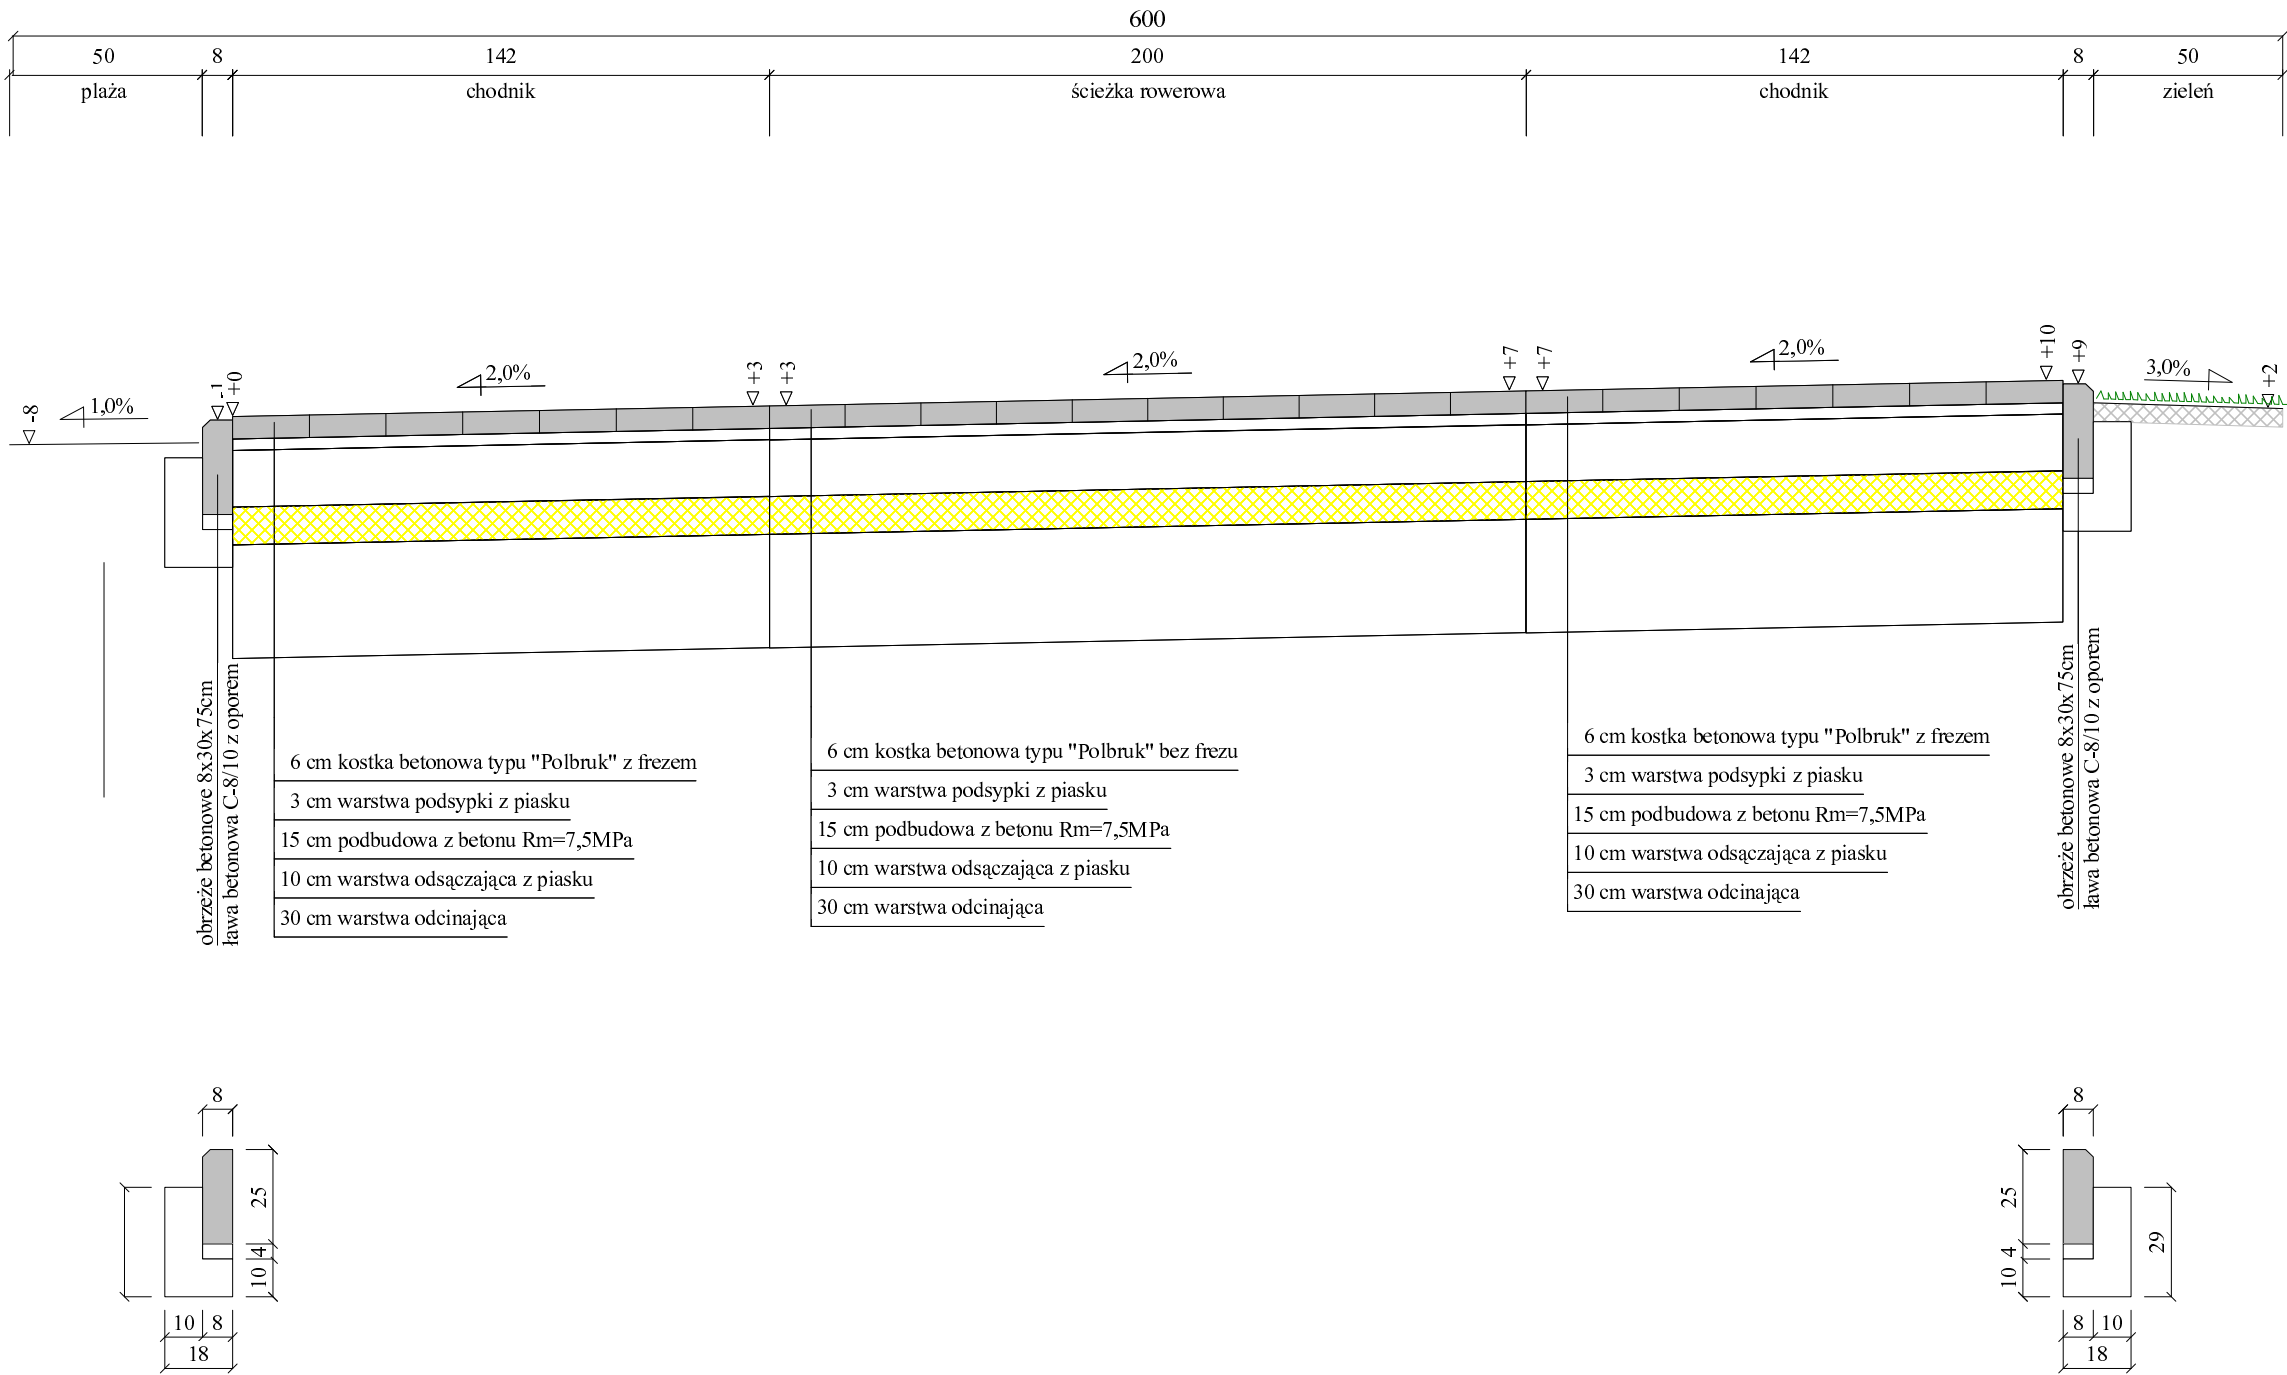 600
50 8 142 200 142 8 50
plaża chodnik ścieżka rowerowa chodnik zieleń
-8 1,0% -1 +0 2,0% +3 +3 2,0% +7 +7 2,0% +10 +9 3,0% +2
obrzeże betonowe 8x30x75cm
ława betonowa C-8/10 z oporem
6 cm kostka betonowa typu "Polbruk" z frezem
3 cm warstwa podsypki z piasku
15 cm podbudowa z betonu Rm=7,5MPa
10 cm warstwa odsączająca z piasku
30 cm warstwa odcinająca
6 cm kostka betonowa typu "Polbruk" bez frezu
3 cm warstwa podsypki z piasku
15 cm podbudowa z betonu Rm=7,5MPa
10 cm warstwa odsączająca z piasku
30 cm warstwa odcinająca
6 cm kostka betonowa typu "Polbruk" z frezem
3 cm warstwa podsypki z piasku
15 cm podbudowa z betonu Rm=7,5MPa
10 cm warstwa odsączająca z piasku
30 cm warstwa odcinająca
obrzeże betonowe 8x30x75cm
ława betonowa C-8/10 z oporem
8
25
4
10
10 8
18
8
25
4
10
29
8 10
18